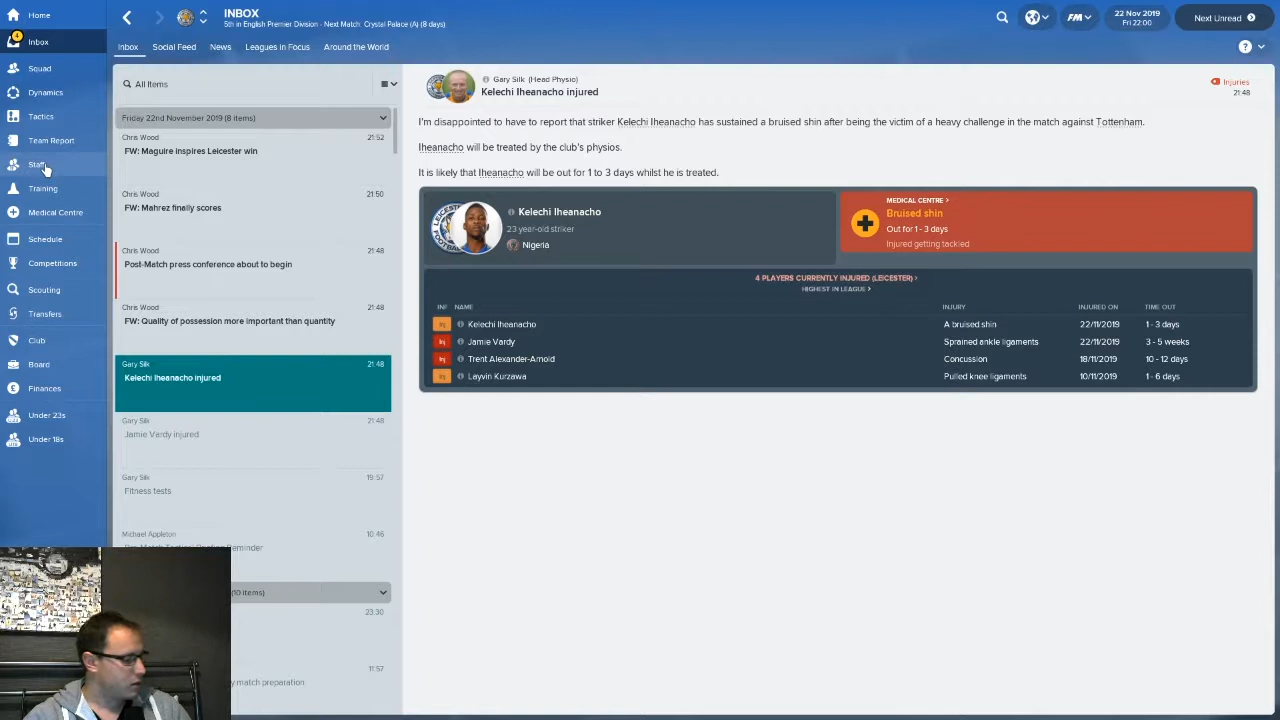 Home
4
Inbox
Squad
Dynamics
Tactics
Team Report
Staff
Training
Medical Centre
Schedule
Competitions
Scouting
Transfers
Club
Board
Finances
Under 23s
Under 18s
INBOX
5th in English Premier Division - Next Match: Crystal Palace (A) (8 days)
FM
22 Nov 2019
Fri 22:00
Next Unread
Inbox
Social Feed
News
Leagues in Focus
Around the World
?
All Items
Friday 22nd November 2019 (8 items)
Chris Wood 21:52
FW: Maguire inspires Leicester win
Chris Wood 21:50
FW: Mahrez finally scores
Chris Wood 21:48
Post-Match press conference about to begin
Chris Wood 21:48
FW: Quality of possession more important than quantity
Gary Silk 21:48
Kelechi Iheanacho injured
Gary Silk 21:48
Jamie Vardy injured
Gary Silk 19:57
Fitness tests
Michael Appleton 10:46
Reminder
(10 items)
23:30
11:57
match preparation
Gary Silk (Head Physio)
Kelechi Iheanacho injured
Injuries
21:48
I'm disappointed to have to report that striker Kelechi Iheanacho has sustained a bruised shin after being the victim of a heavy challenge in the match against Tottenham.
Iheanacho will be treated by the club's physios.
It is likely that Iheanacho will be out for 1 to 3 days whilst he is treated.
Kelechi Iheanacho
23 year-old striker
Nigeria
MEDICAL CENTRE >
Bruised shin
Out for 1 - 3 days
Injured getting tackled
4 PLAYERS CURRENTLY INJURED (LEICESTER) >
HIGHEST IN LEAGUE >
INF NAME INJURY INJURED ON TIME OUT
Inj Kelechi Iheanacho A bruised shin 22/11/2019 1 - 3 days
Inj Jamie Vardy Sprained ankle ligaments 22/11/2019 3 - 5 weeks
Inj Trent Alexander-Arnold Concussion 18/11/2019 10 - 12 days
Inj Layvin Kurzawa Pulled knee ligaments 10/11/2019 1 - 6 days